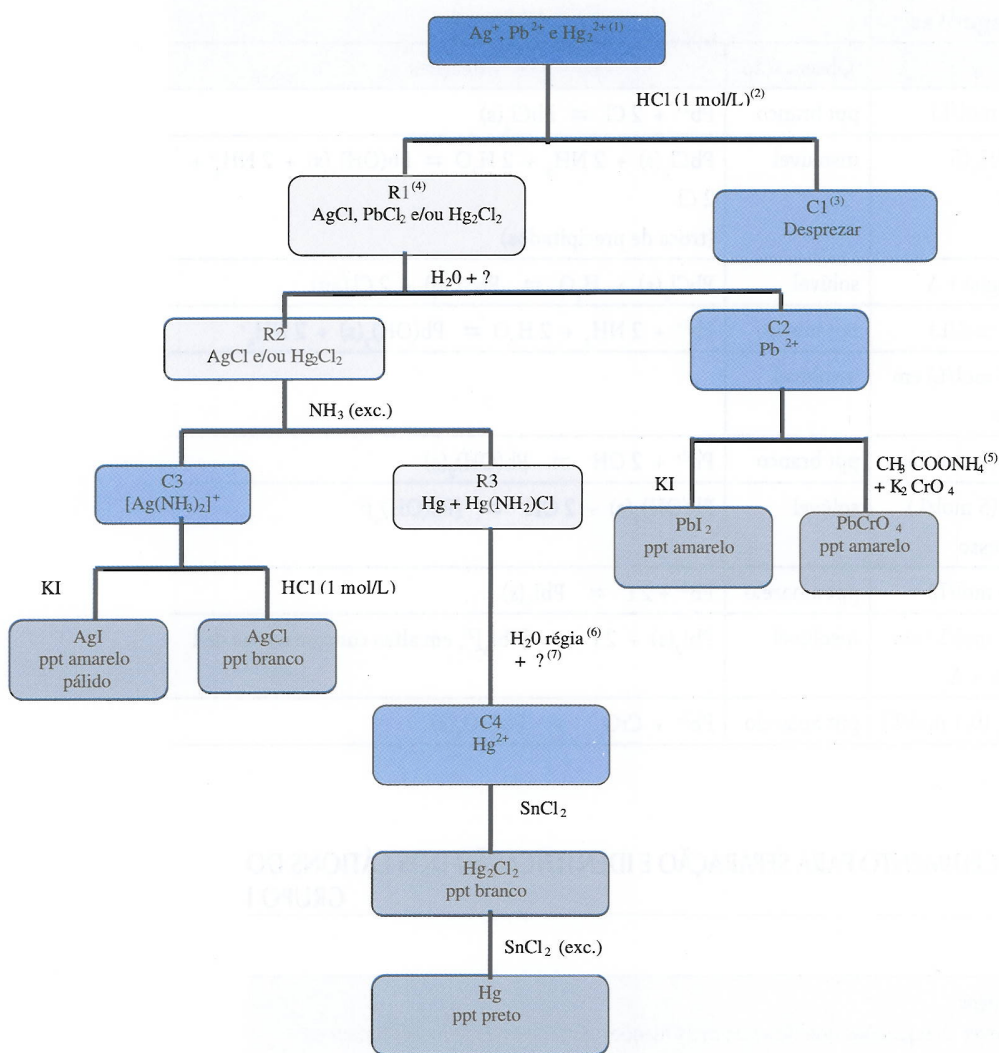 Ag⁺, Pb²⁺ e Hg₂²⁺ ⁽¹⁾
HCl (1 mol/L)⁽²⁾
R1⁽⁴⁾
AgCl, PbCl₂ e/ou Hg₂Cl₂
C1⁽³⁾
Desprezar
H₂0 + ?
R2
AgCl e/ou Hg₂Cl₂
C2
Pb ²⁺
NH₃ (exc.)
C3
[Ag(NH₃)₂]⁺
R3
Hg + Hg(NH₂)Cl
KI
CH₃ COONH₄⁽⁵⁾
+ K₂ CrO ₄
PbI ₂
ppt amarelo
PbCrO ₄
ppt amarelo
KI
HCl (1 mol/L)
AgI
ppt amarelo
pálido
AgCl
ppt branco
H₂0 régia ⁽⁶⁾
+ ?⁽⁷⁾
C4
Hg²⁺
SnCl₂
Hg₂Cl₂
ppt branco
SnCl₂ (exc.)
Hg
ppt preto